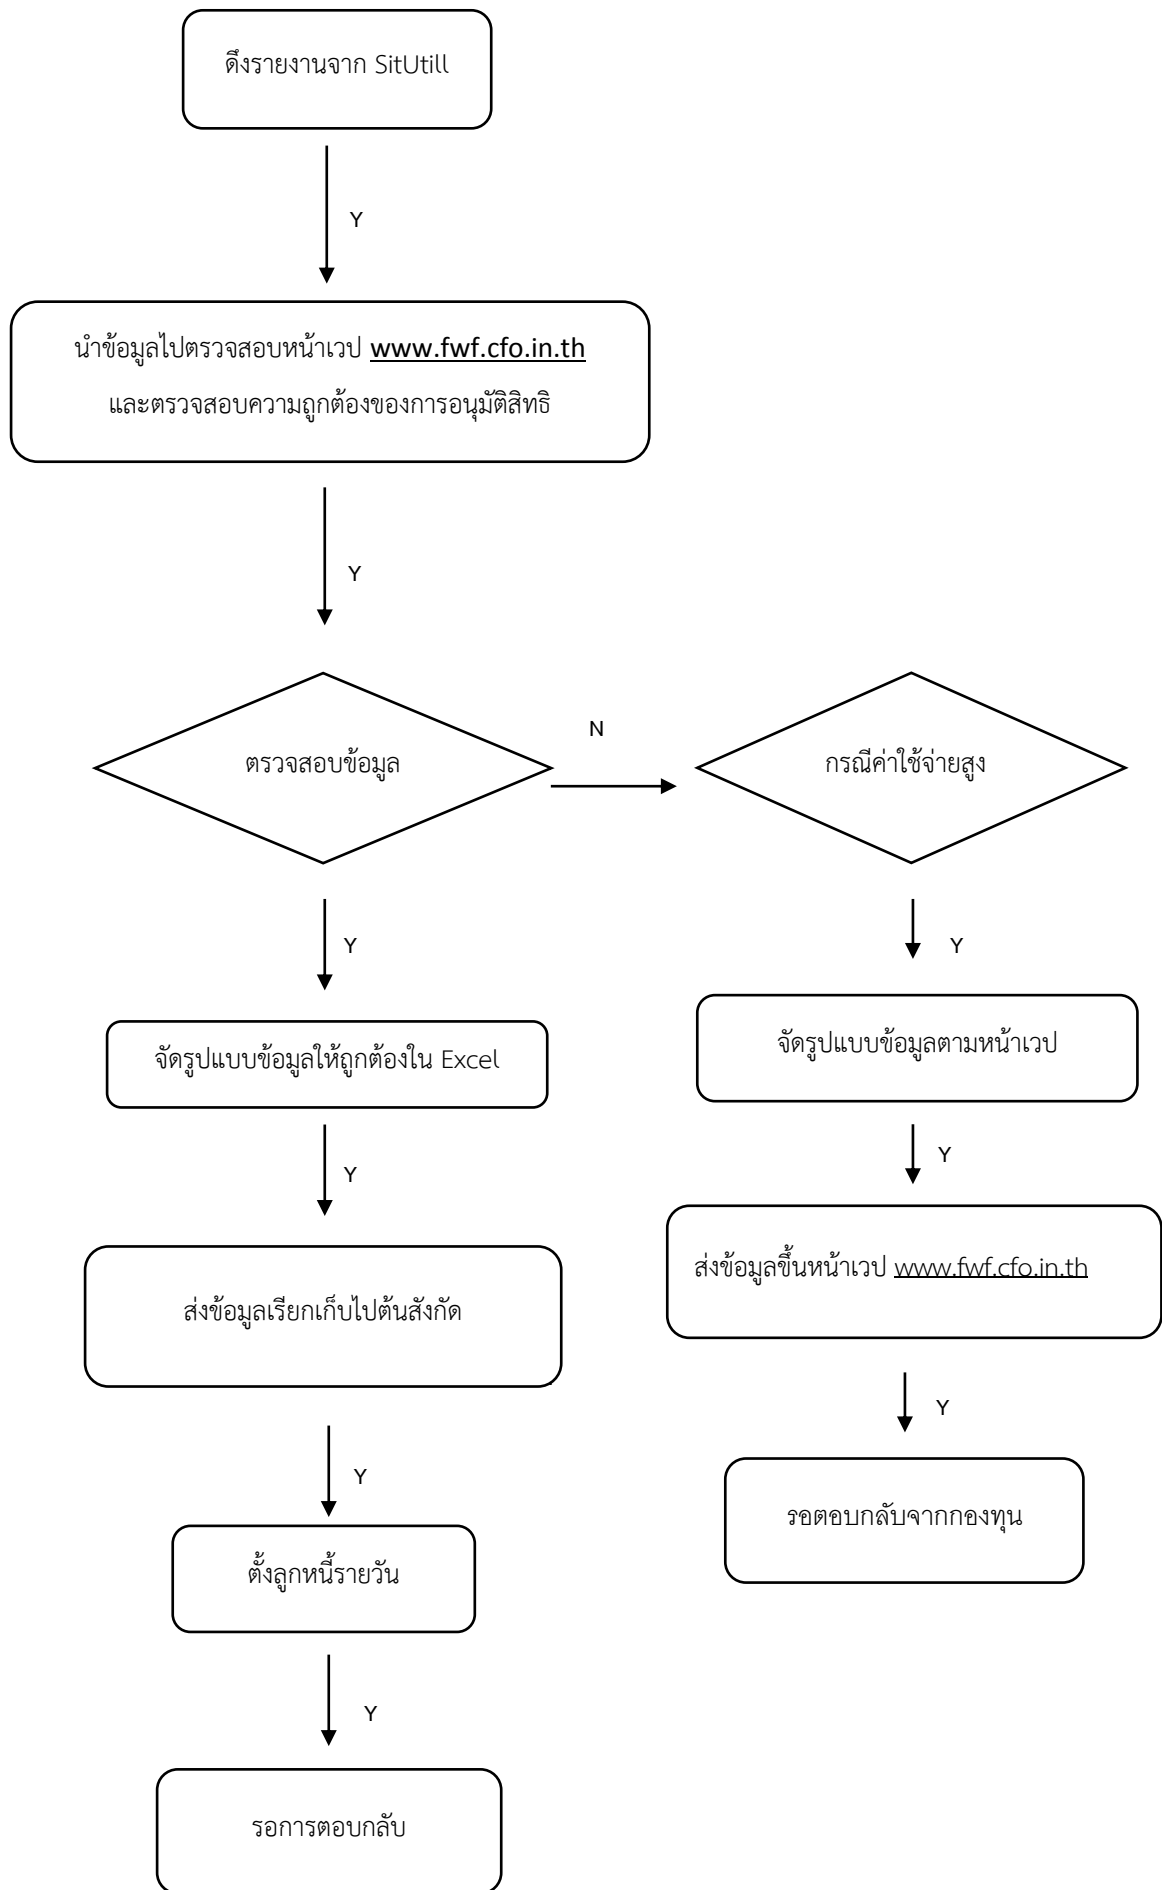 ดึงรายงานจาก SitUtill
Y
นำข้อมูลไปตรวจสอบหน้าเวป www.fwf.cfo.in.th
และตรวจสอบความถูกต้องของการอนุมัติสิทธิ
Y
ตรวจสอบข้อมูล
N
กรณีค่าใช้จ่ายสูง
Y
Y
จัดรูปแบบข้อมูลให้ถูกต้องใน Excel
จัดรูปแบบข้อมูลตามหน้าเวป
Y
Y
ส่งข้อมูลเรียกเก็บไปต้นสังกัด
ส่งข้อมูลขึ้นหน้าเวป www.fwf.cfo.in.th
Y
Y
ตั้งลูกหนี้รายวัน
รอตอบกลับจากกองทุน
Y
รอการตอบกลับ